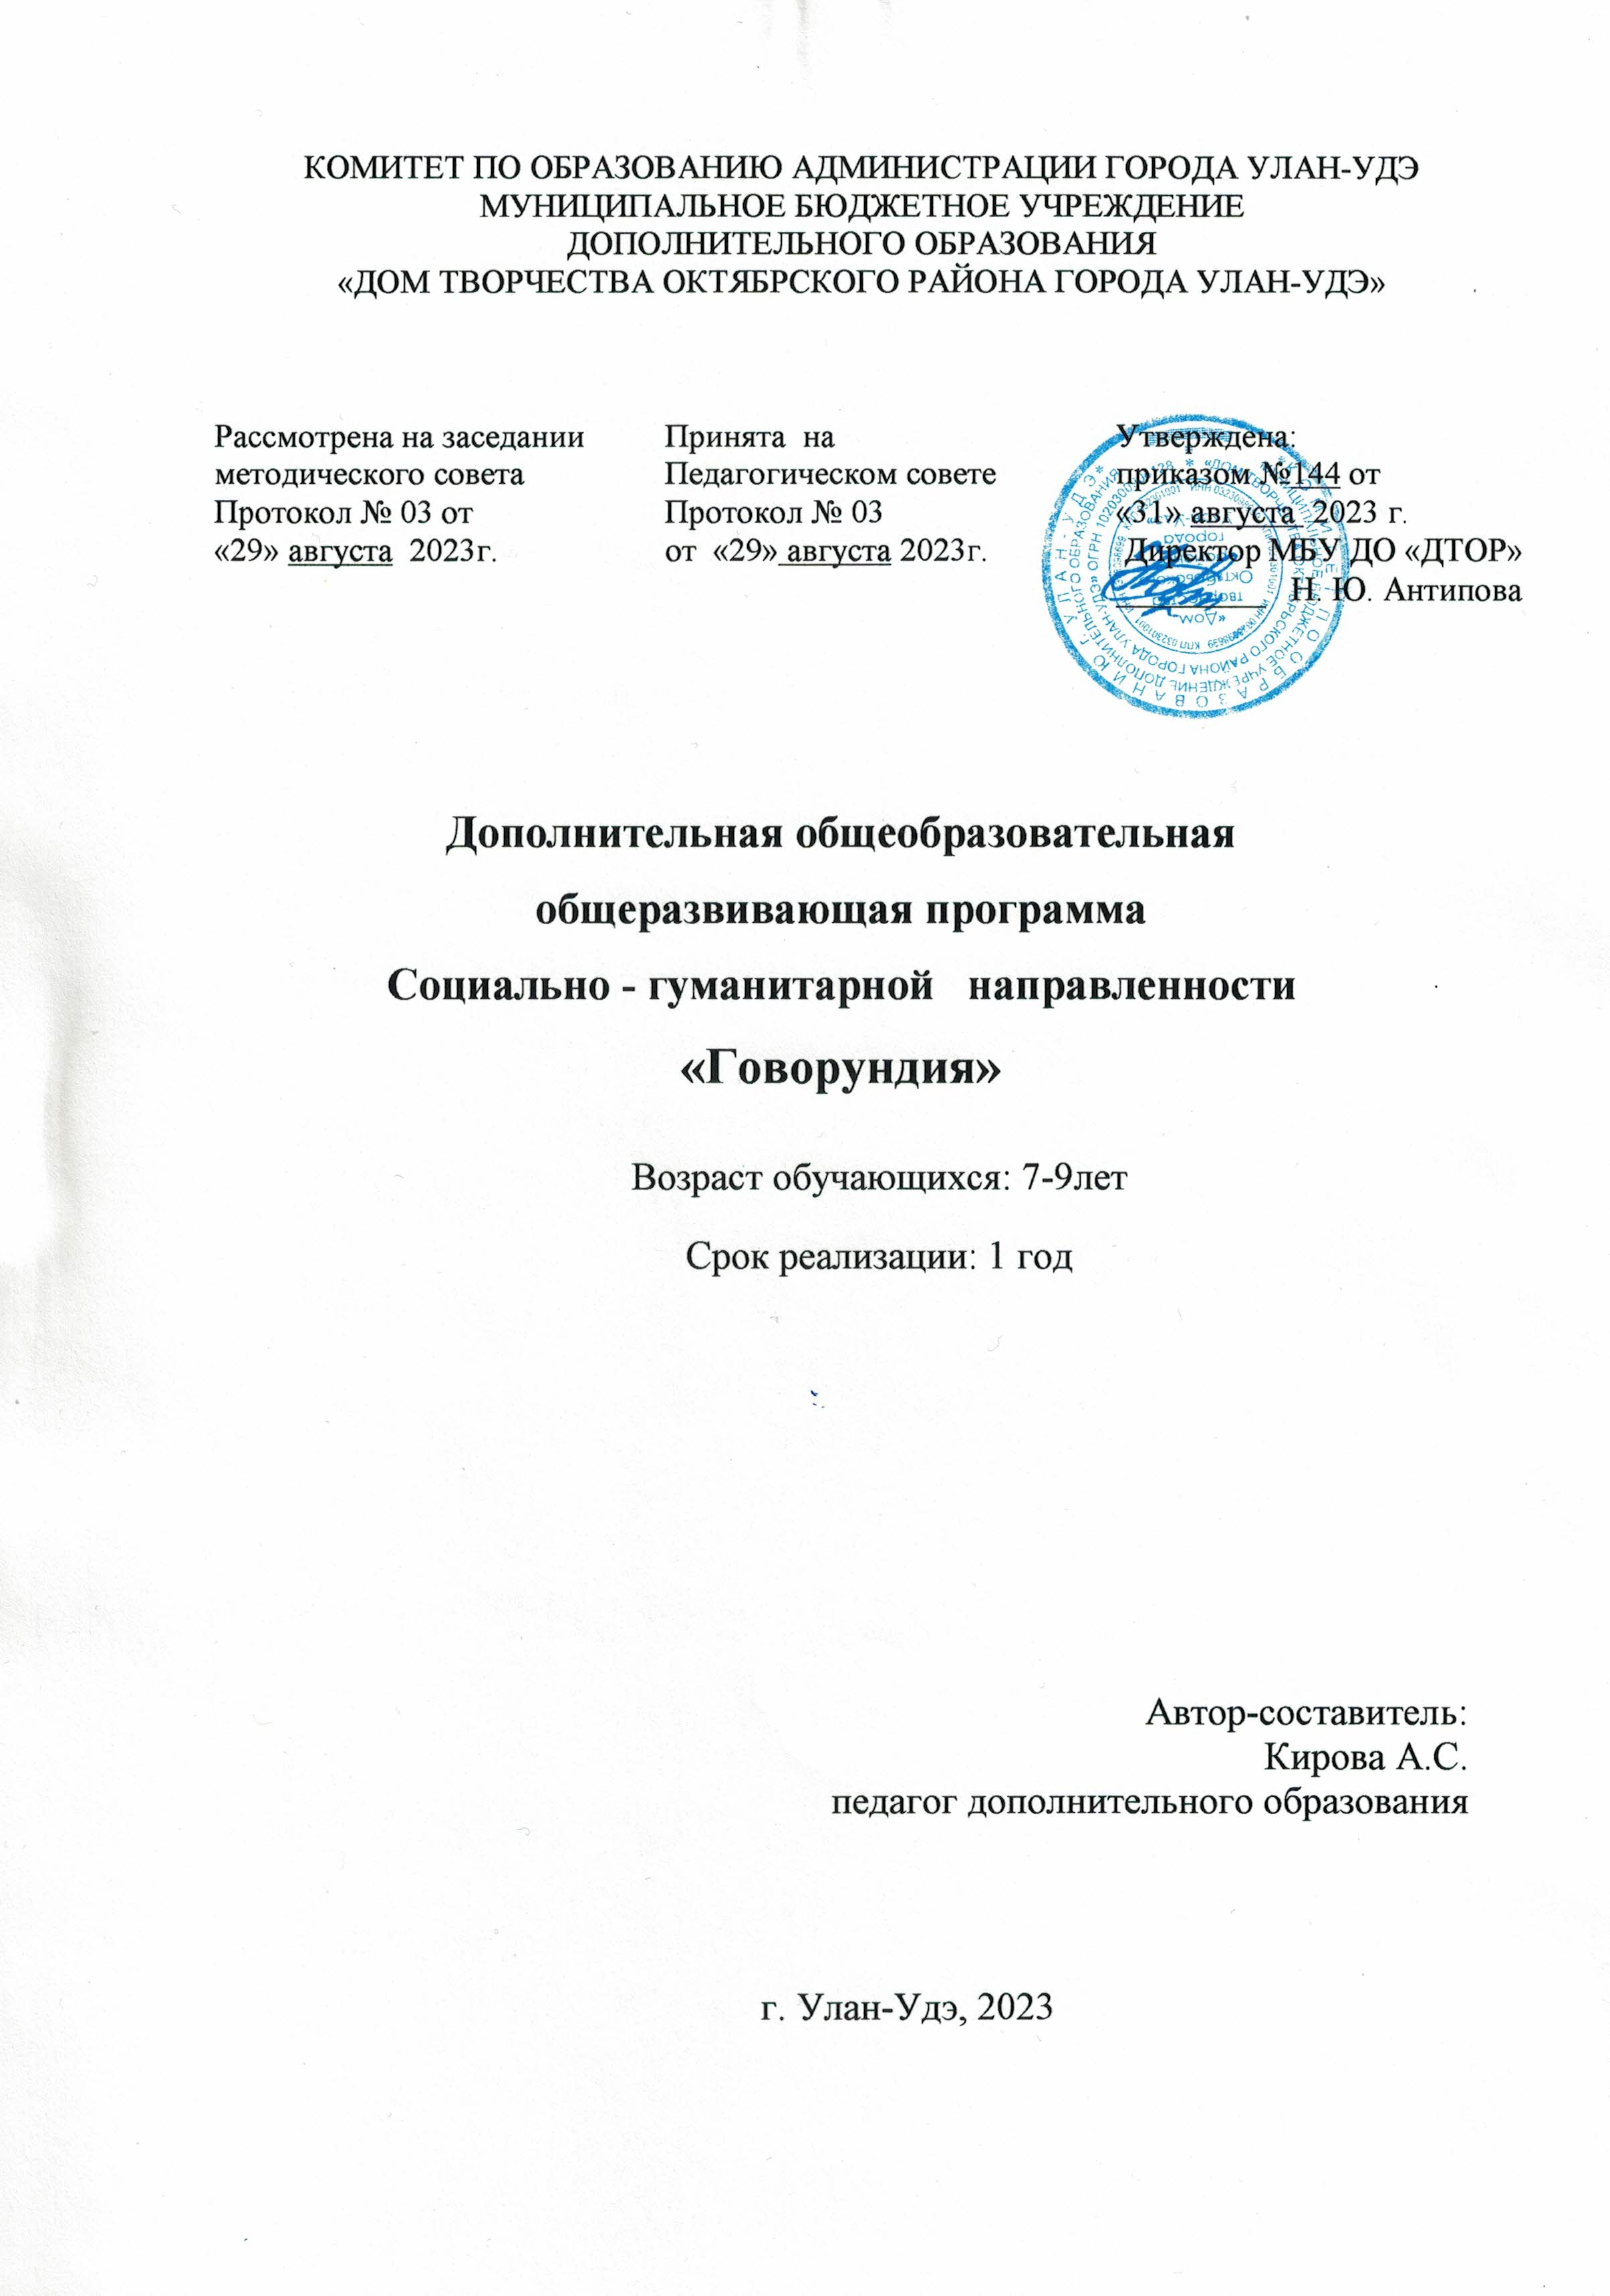 КОМИТЕТ ПО ОБРАЗОВАНИЮ АДМИНИСТРАЦИИ ГОРОДА УЛАН-УДЭ
МУНИЦИПАЛЬНОЕ БЮДЖЕТНОЕ УЧРЕЖДЕНИЕ
ДОПОЛНИТЕЛЬНОГО ОБРАЗОВАНИЯ
«ДОМ ТВОРЧЕСТВА ОКТЯБРСКОГО РАЙОНА ГОРОДА УЛАН-УДЭ»
Рассмотрена на заседании
методического совета
Протокол № 03 от
«29» августа 2023г.
Принята на
Педагогическом совете
Протокол № 03
от «29» августа 2023г.
Утверждена:
приказом №144 от
«31» августа 2023 г.
Директор МБУ ДО «ДТОР»
Н. Ю. Антипова
Дополнительная общеобразовательная
общеразвивающая программа
Социально - гуманитарной направленности
«Говорундия»
Возраст обучающихся: 7-9лет
Срок реализации: 1 год
Автор-составитель:
Кирова А.С.
педагог дополнительного образования
г. Улан-Удэ, 2023